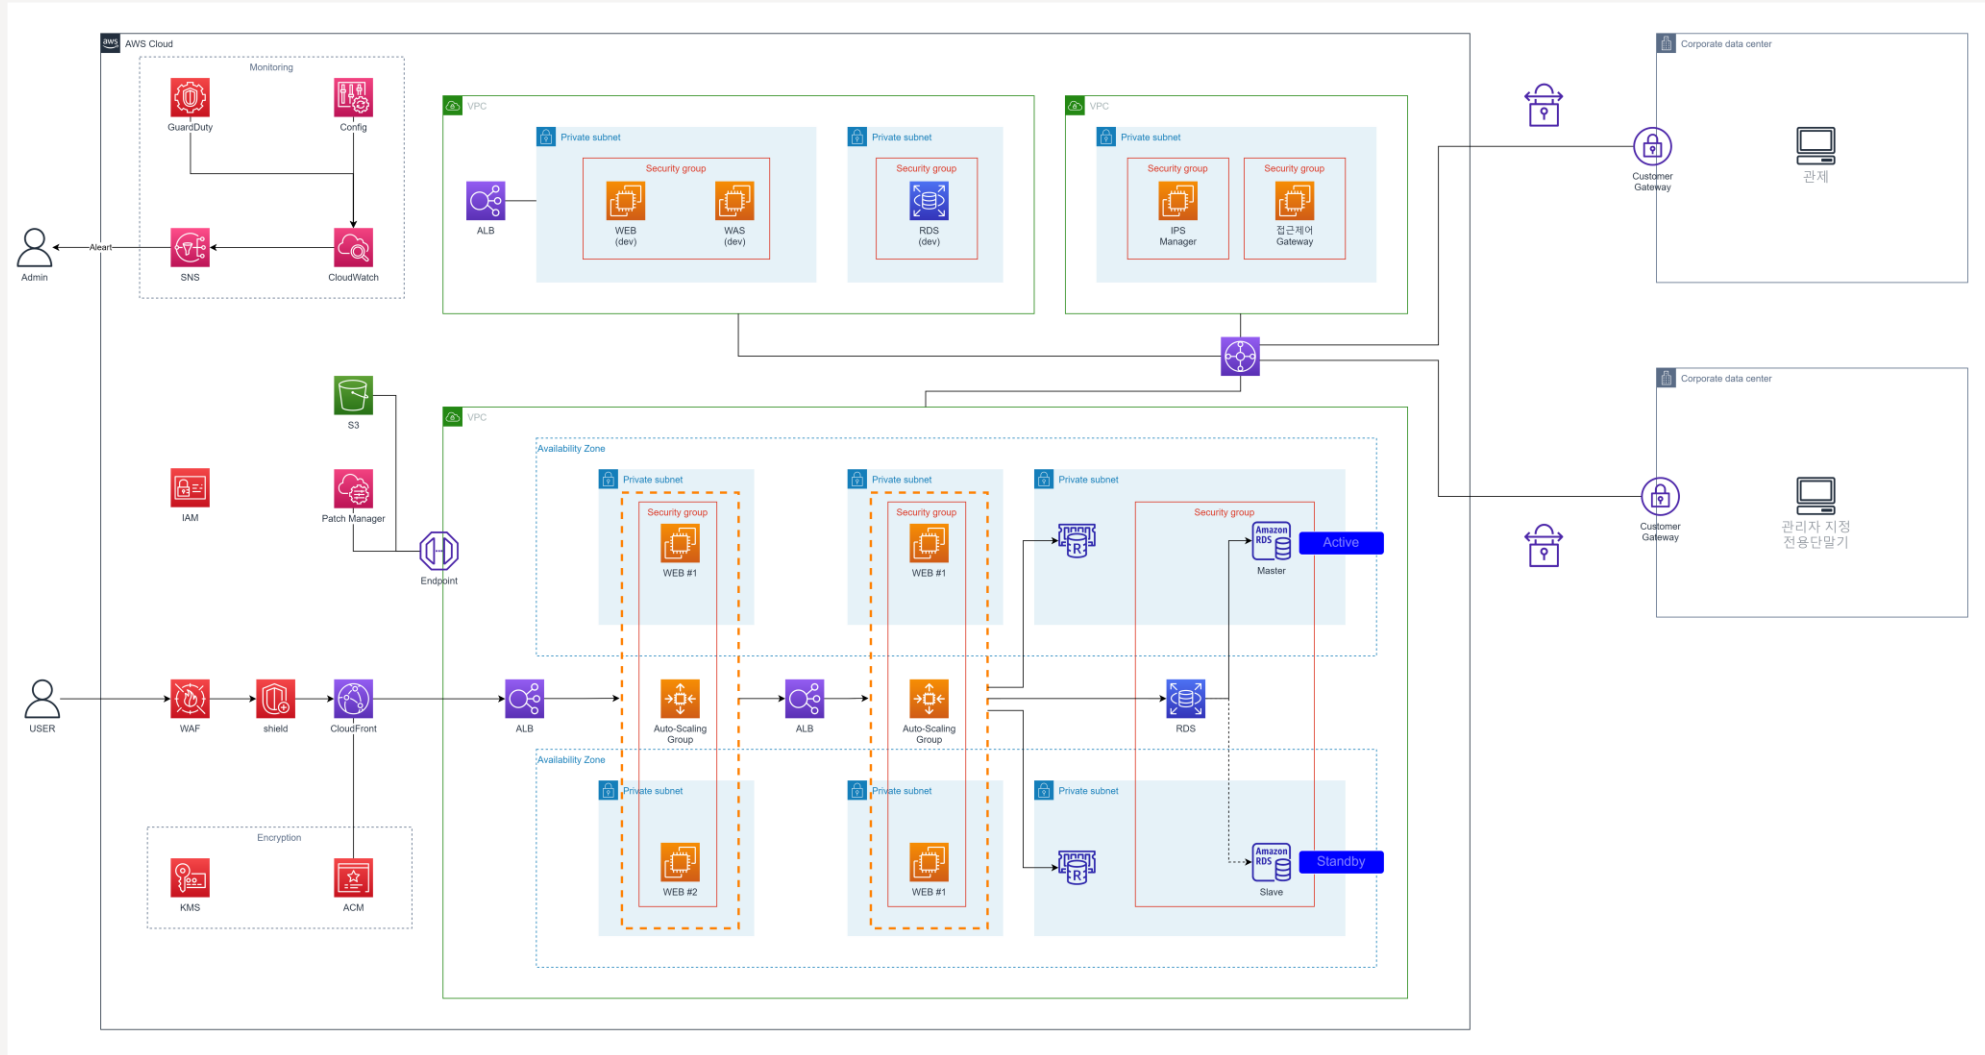 aws
AWS Cloud
Monitoring
GuardDuty
Config
Admin
Aleart
SNS
CloudWatch
VPC
ALB
Private subnet
Security group
WEB
(dev)
WAS
(dev)
Private subnet
Security group
RDS
(dev)
VPC
Private subnet
Security group
IPS
Manager
Security group
접근제어
Gateway
Corporate data center
Customer
Gateway
관제
S3
IAM
Patch Manager
Endpoint
Corporate data center
Customer
Gateway
관리자 지정
전용단말기
VPC
Availability Zone
Private subnet
Security group
WEB #1
Private subnet
Security group
WEB #1
Private subnet
R
Security group
Amazon
RDS
Master
Active
USER
WAF
shield
CloudFront
ALB
Auto-Scaling
Group
ALB
Auto-Scaling
Group
RDS
Availability Zone
Private subnet
WEB #2
Private subnet
WEB #1
Private subnet
R
Amazon
RDS
Slave
Standby
Encryption
KMS
ACM